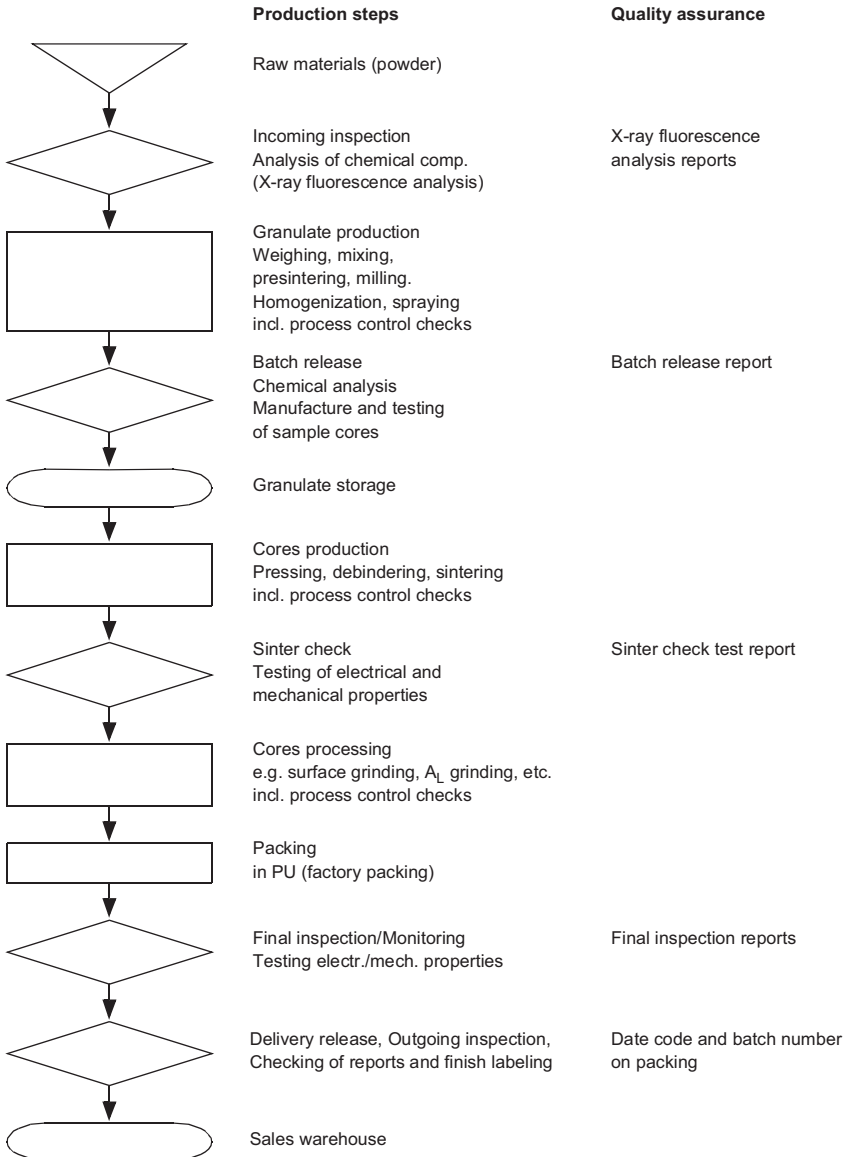 Production steps
Quality assurance
Raw materials (powder)
Incoming inspection
Analysis of chemical comp.
(X-ray fluorescence analysis)
X-ray fluorescence
analysis reports
Granulate production
Weighing, mixing,
presintering, milling.
Homogenization, spraying
incl. process control checks
Batch release
Chemical analysis
Manufacture and testing
of sample cores
Batch release report
Granulate storage
Cores production
Pressing, debindering, sintering
incl. process control checks
Sinter check
Testing of electrical and
mechanical properties
Sinter check test report
Cores processing
e.g. surface grinding, AL grinding, etc.
incl. process control checks
Packing
in PU (factory packing)
Final inspection/Monitoring
Testing electr./mech. properties
Final inspection reports
Delivery release, Outgoing inspection,
Checking of reports and finish labeling
Date code and batch number
on packing
Sales warehouse